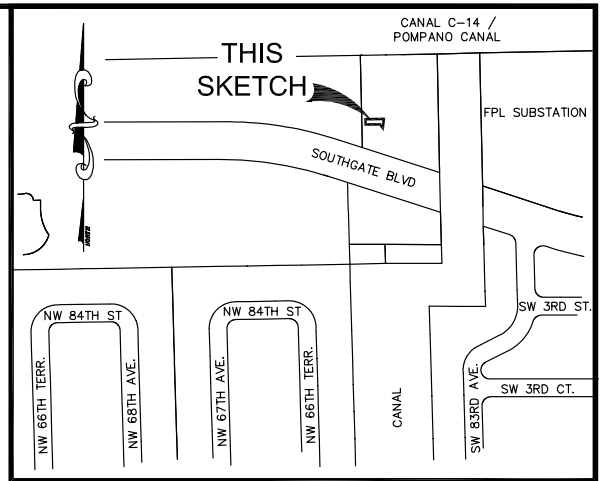 CANAL C-14 /
POMPANO CANAL
THIS
SKETCH
FPL SUBSTATION
SOUTHGATE BLVD
NORTH
NW 84TH ST
NW 84TH ST
SW 3RD ST.
NW 66TH TERR.
NW 68TH AVE.
NW 67TH AVE.
NW 66TH TERR.
CANAL
SW 83RD AVE.
SW 3RD CT.